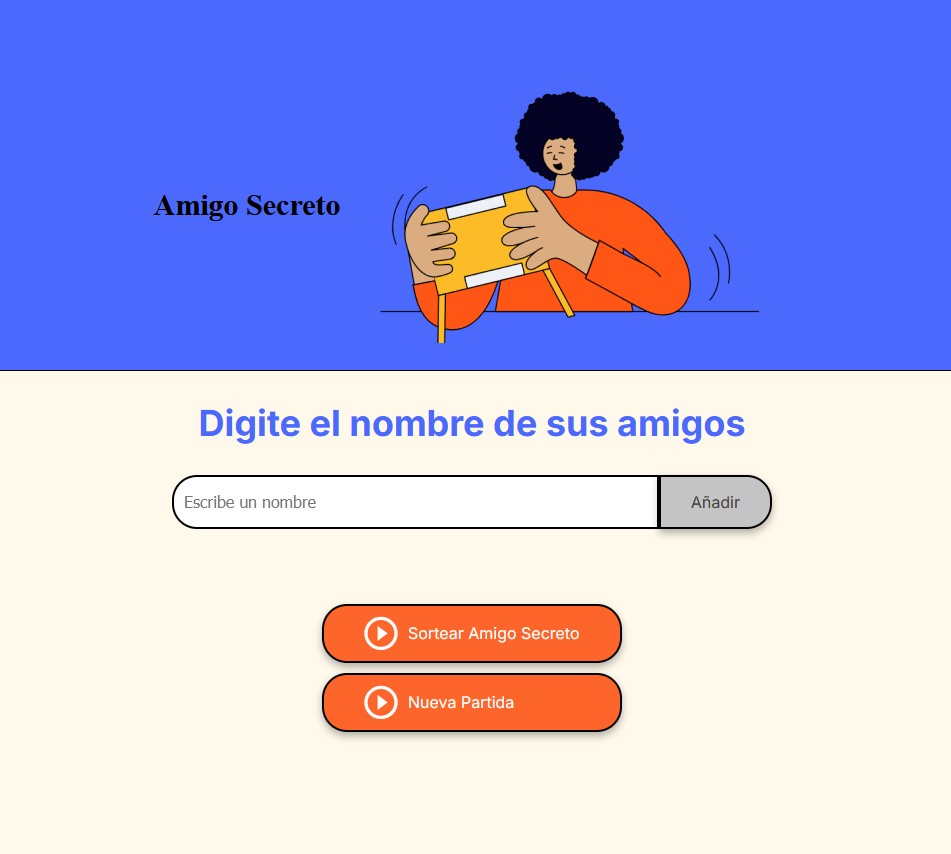 Amigo Secreto
Digite el nombre de sus amigos
Escribe un nombre
Añadir
Sortear Amigo Secreto
Nueva Partida